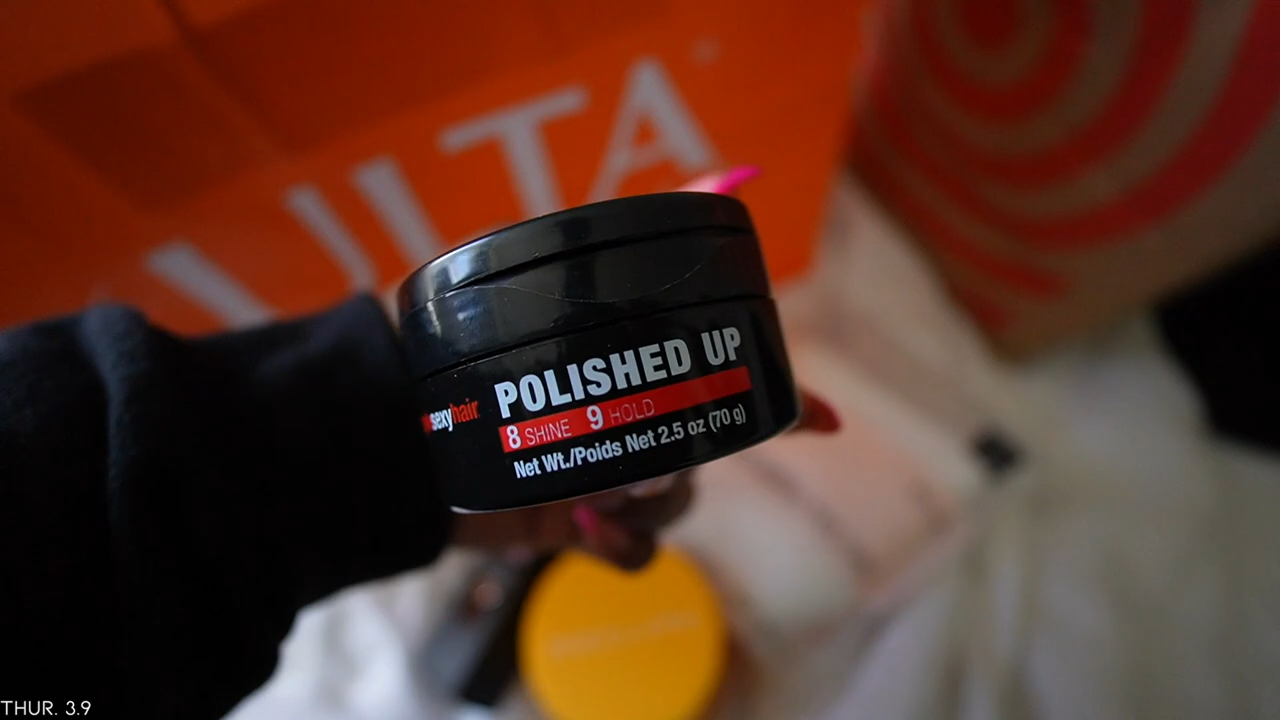 ULTA
sexyhair
POLISHED UP
8 SHINE 9 HOLD
Net Wt./Poids Net 2.5 oz (70 g)
THUR. 3.9